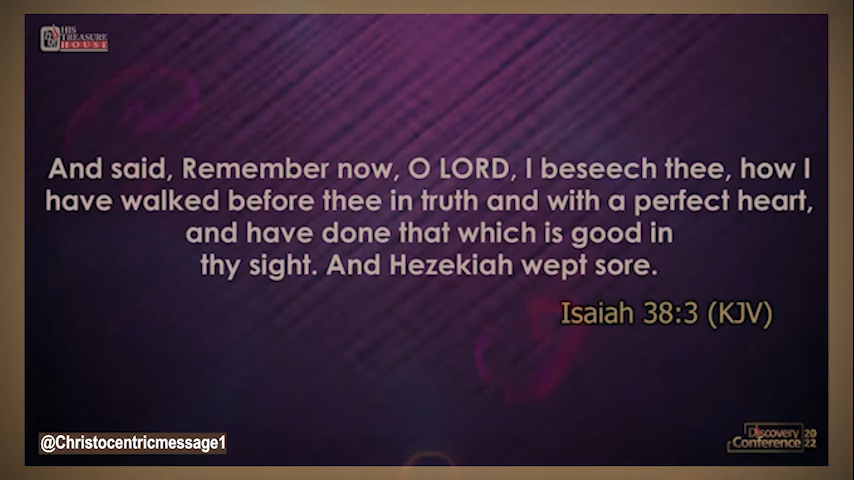 HIS
TREASURE
HOUSE
And said, Remember now, O LORD, I beseech thee, how I
have walked before thee in truth and with a perfect heart,
and have done that which is good in
thy sight. And Hezekiah wept sore.
Isaiah 38:3 (KJV)
@Christocentricmessage1
Discovery
Conference 20
22